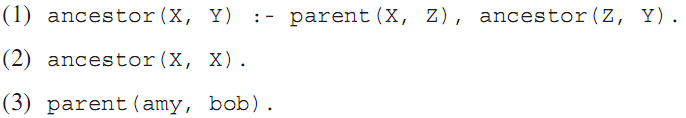 (1) ancestor(X, Y) :- parent(X, Z), ancestor(Z, Y).
(2) ancestor(X, X).
(3) parent(amy, bob).